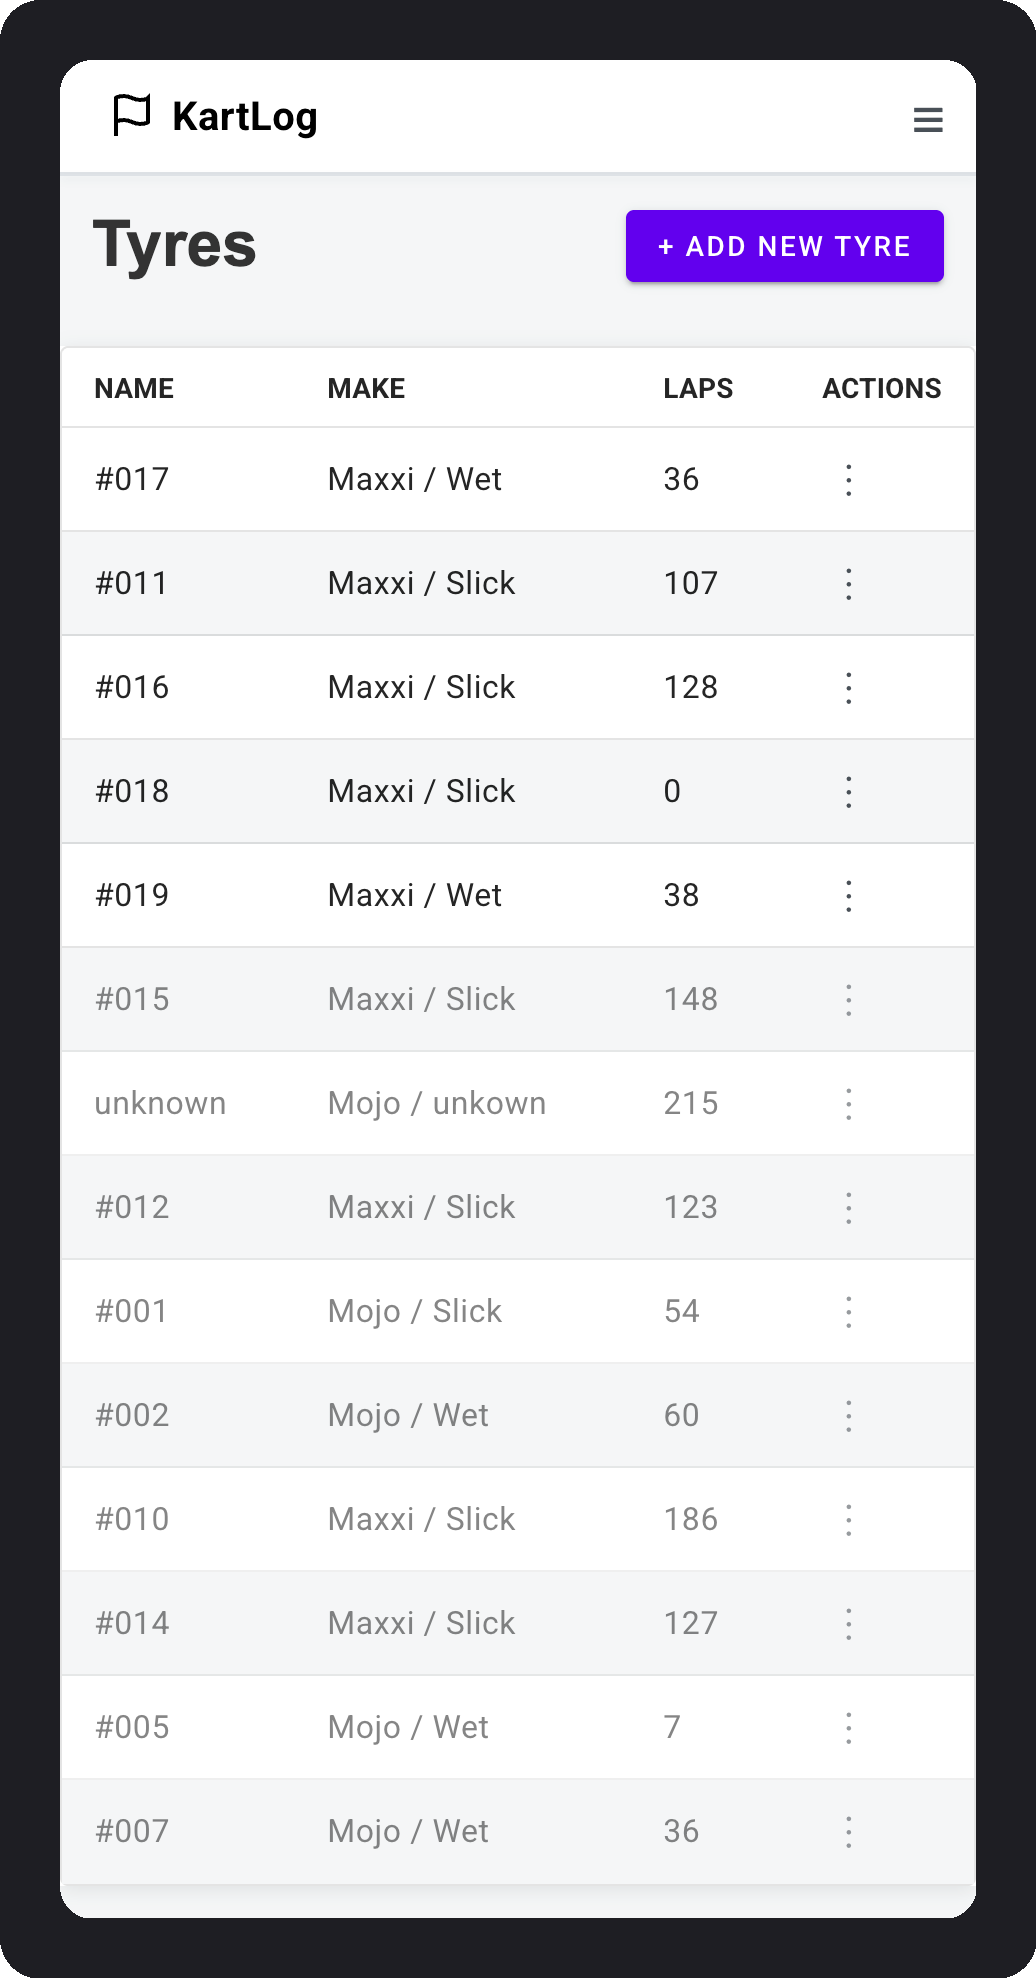 KartLog
Tyres
+ ADD NEW TYRE
NAME MAKE LAPS ACTIONS
#017 Maxxi / Wet 36
#011 Maxxi / Slick 107
#016 Maxxi / Slick 128
#018 Maxxi / Slick 0
#019 Maxxi / Wet 38
#015 Maxxi / Slick 148
unknown Mojo / unkown 215
#012 Maxxi / Slick 123
#001 Mojo / Slick 54
#002 Mojo / Wet 60
#010 Maxxi / Slick 186
#014 Maxxi / Slick 127
#005 Mojo / Wet 7
#007 Mojo / Wet 36